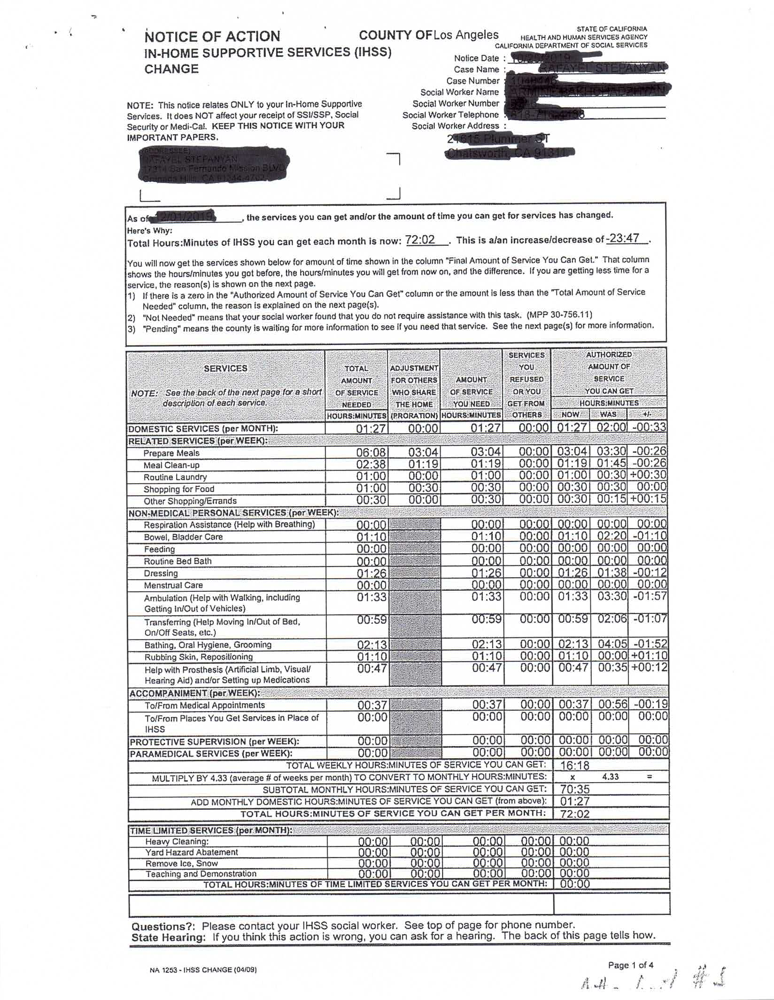 NOTICE OF ACTION
IN-HOME SUPPORTIVE SERVICES (IHSS)
CHANGE
COUNTY OF Los Angeles
STATE OF CALIFORNIA
HEALTH AND HUMAN SERVICES AGENCY
CALIFORNIA DEPARTMENT OF SOCIAL SERVICES
Notice Date :
Case Name :
Case Number :
Social Worker Name :
Social Worker Number :
Social Worker Telephone :
Social Worker Address :
NOTE: This notice relates ONLY to your In-Home Supportive
Services. It does NOT affect your receipt of SSI/SSP, Social
Security or Medi-Cal. KEEP THIS NOTICE WITH YOUR
IMPORTANT PAPERS.
As of , the services you can get and/or the amount of time you can get for services has changed.
Here's Why:
Total Hours:Minutes of IHSS you can get each month is now: 72:02 . This is a/an increase/decrease of -23:47 .
You will now get the services shown below for amount of time shown in the column "Final Amount of Service You Can Get." That column
shows the hours/minutes you got before, the hours/minutes you will get from now on, and the difference. If you are getting less time for a
service, the reason(s) is shown on the next page.
1) If there is a zero in the "Authorized Amount of Service You Can Get" column or the amount is less than the "Total Amount of Service
Needed" column, the reason is explained on the next page(s).
2) "Not Needed" means that your social worker found that you do not require assistance with this task. (MPP 30-756.11)
3) "Pending" means the county is waiting for more information to see if you need that service. See the next page(s) for more information.
SERVICES
NOTE: See the back of the next page for a short
description of each service.
TOTAL
AMOUNT
OF SERVICE
NEEDED
HOURS:MINUTES
ADJUSTMENT
FOR OTHERS
WHO SHARE
THE HOME
(PRORATION)
AMOUNT
OF SERVICE
YOU NEED
HOURS:MINUTES
SERVICES
YOU
REFUSED
OR YOU
GET FROM
OTHERS
AUTHORIZED
AMOUNT OF
SERVICE
YOU CAN GET
HOURS:MINUTES
NOW WAS +/-
DOMESTIC SERVICES (per MONTH): 01:27 00:00 01:27 00:00 01:27 02:00 -00:33
RELATED SERVICES (per WEEK):
Prepare Meals 06:08 03:04 03:04 00:00 03:04 03:30 -00:26
Meal Clean-up 02:38 01:19 01:19 00:00 01:19 01:45 -00:26
Routine Laundry 01:00 00:00 01:00 00:00 01:00 00:30 +00:30
Shopping for Food 01:00 00:30 00:30 00:00 00:30 00:30 00:00
Other Shopping/Errands 00:30 00:00 00:30 00:00 00:30 00:15 +00:15
NON-MEDICAL PERSONAL SERVICES (per WEEK):
Respiration Assistance (Help with Breathing) 00:00 00:00 00:00 00:00 00:00 00:00
Bowel, Bladder Care 01:10 01:10 00:00 01:10 02:20 -01:10
Feeding 00:00 00:00 00:00 00:00 00:00 00:00
Routine Bed Bath 00:00 00:00 00:00 00:00 00:00 00:00
Dressing 01:26 01:26 00:00 01:26 01:38 -00:12
Menstrual Care 00:00 00:00 00:00 00:00 00:00 00:00
Ambulation (Help with Walking, including 01:33 01:33 00:00 01:33 03:30 -01:57
Getting In/Out of Vehicles)
Transferring (Help Moving In/Out of Bed, 00:59 00:59 00:00 00:59 02:06 -01:07
On/Off Seats, etc.)
Bathing, Oral Hygiene, Grooming 02:13 02:13 00:00 02:13 04:05 -01:52
Rubbing Skin, Repositioning 01:10 01:10 00:00 01:10 00:00 +01:10
Help with Prosthesis (Artificial Limb, Visual/ 00:47 00:47 00:00 00:47 00:35 +00:12
Hearing Aid) and/or Setting up Medications
ACCOMPANIMENT (per WEEK):
To/From Medical Appointments 00:37 00:37 00:00 00:37 00:56 -00:19
To/From Places You Get Services in Place of 00:00 00:00 00:00 00:00 00:00 00:00
IHSS
PROTECTIVE SUPERVISION (per WEEK): 00:00 00:00 00:00 00:00 00:00 00:00
PARAMEDICAL SERVICES (per WEEK): 00:00 00:00 00:00 00:00 00:00 00:00
TOTAL WEEKLY HOURS:MINUTES OF SERVICE YOU CAN GET: 16:18
MULTIPLY BY 4.33 (average # of weeks per month) TO CONVERT TO MONTHLY HOURS:MINUTES: x 4.33 =
SUBTOTAL MONTHLY HOURS:MINUTES OF SERVICE YOU CAN GET: 70:35
ADD MONTHLY DOMESTIC HOURS:MINUTES OF SERVICE YOU CAN GET (from above): 01:27
TOTAL HOURS:MINUTES OF SERVICE YOU CAN GET PER MONTH: 72:02
TIME LIMITED SERVICES (per MONTH):
Heavy Cleaning: 00:00 00:00 00:00 00:00 00:00
Yard Hazard Abatement 00:00 00:00 00:00 00:00 00:00
Remove Ice, Snow 00:00 00:00 00:00 00:00 00:00
Teaching and Demonstration 00:00 00:00 00:00 00:00 00:00
TOTAL HOURS:MINUTES OF TIME LIMITED SERVICES YOU CAN GET PER MONTH: 00:00
Questions?: Please contact your IHSS social worker. See top of page for phone number.
State Hearing: If you think this action is wrong, you can ask for a hearing. The back of this page tells how.
NA 1253 - IHSS CHANGE (04/09)
Page 1 of 4